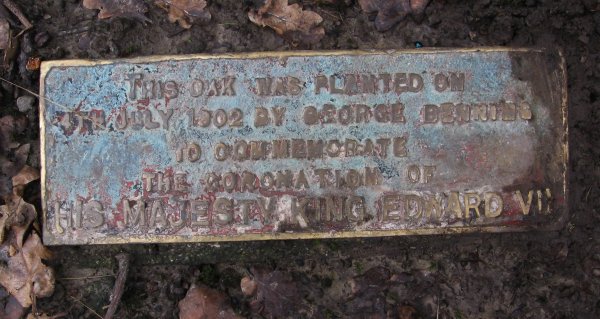 THIS OAK WAS PLANTED ON
JULY 1902 BY GEORGE
TO COMMEMORATE
THE CORONATION OF
HIS MAJESTY KING EDWARD VII